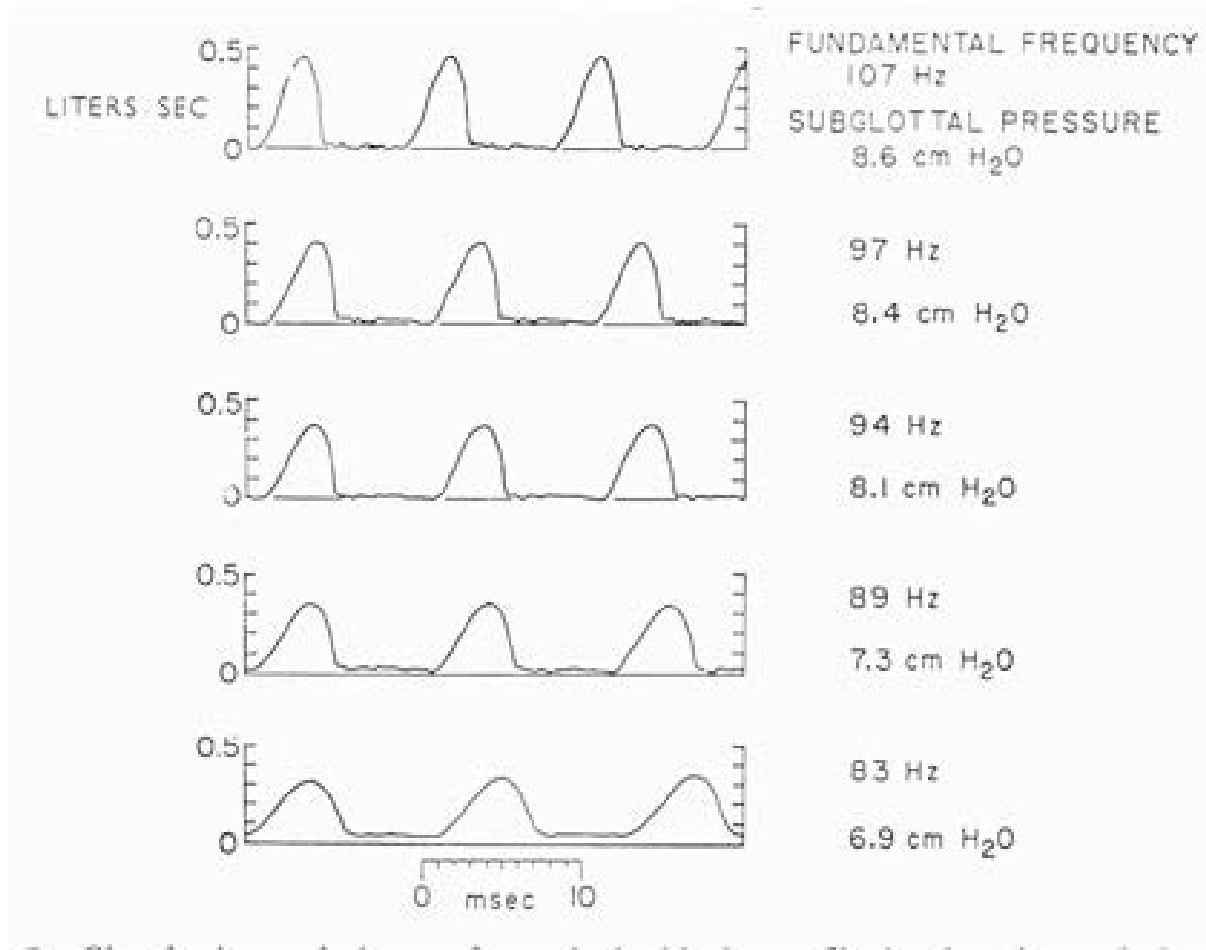 0.5
LITERS SEC
0
FUNDAMENTAL FREQUENCY
107 Hz
SUBGLOTTAL PRESSURE
8.6 cm H₂O
0.5
0
97 Hz
8.4 cm H₂O
0.5
0
94 Hz
8.1 cm H₂O
0.5
0
89 Hz
7.3 cm H₂O
0.5
0
83 Hz
6.9 cm H₂O
0 msec 10